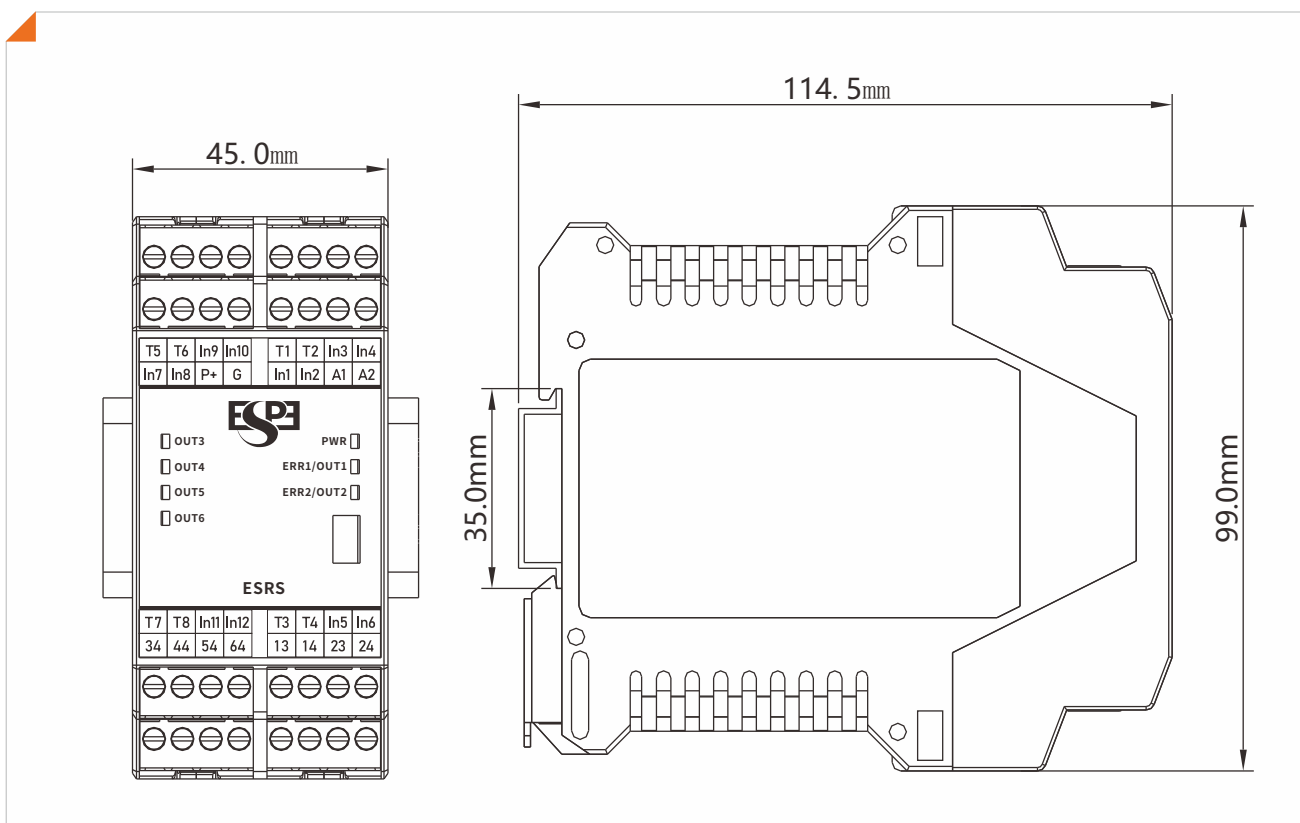 114. 5mm
45. 0mm
T5 T6 In9 In10 T1 T2 In3 In4
In7 In8 P+ G In1 In2 A1 A2
ESPE
OUT3 PWR
OUT4 ERR1/OUT1
OUT5 ERR2/OUT2
OUT6
ESRS
T7 T8 In11 In12 T3 T4 In5 In6
34 44 54 64 13 14 23 24
35.0mm
99.0mm